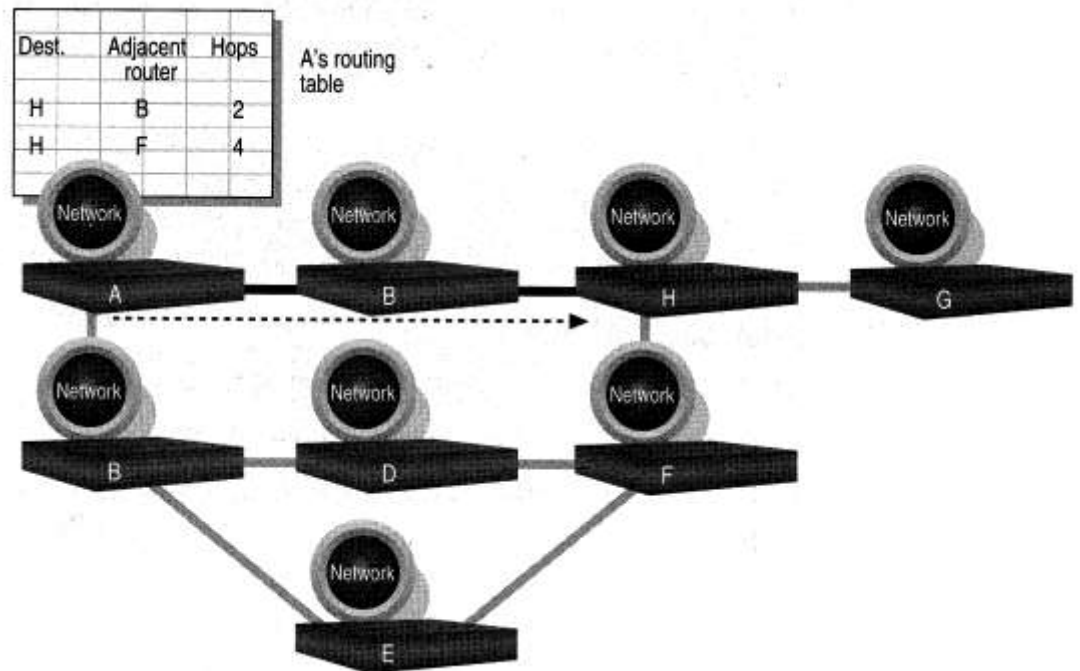 Dest. Adjacent router Hops
H B 2
H F 4
A's routing
table
Network
Network
Network
Network
A
B
H
G
Network
Network
Network
B
D
F
Network
E